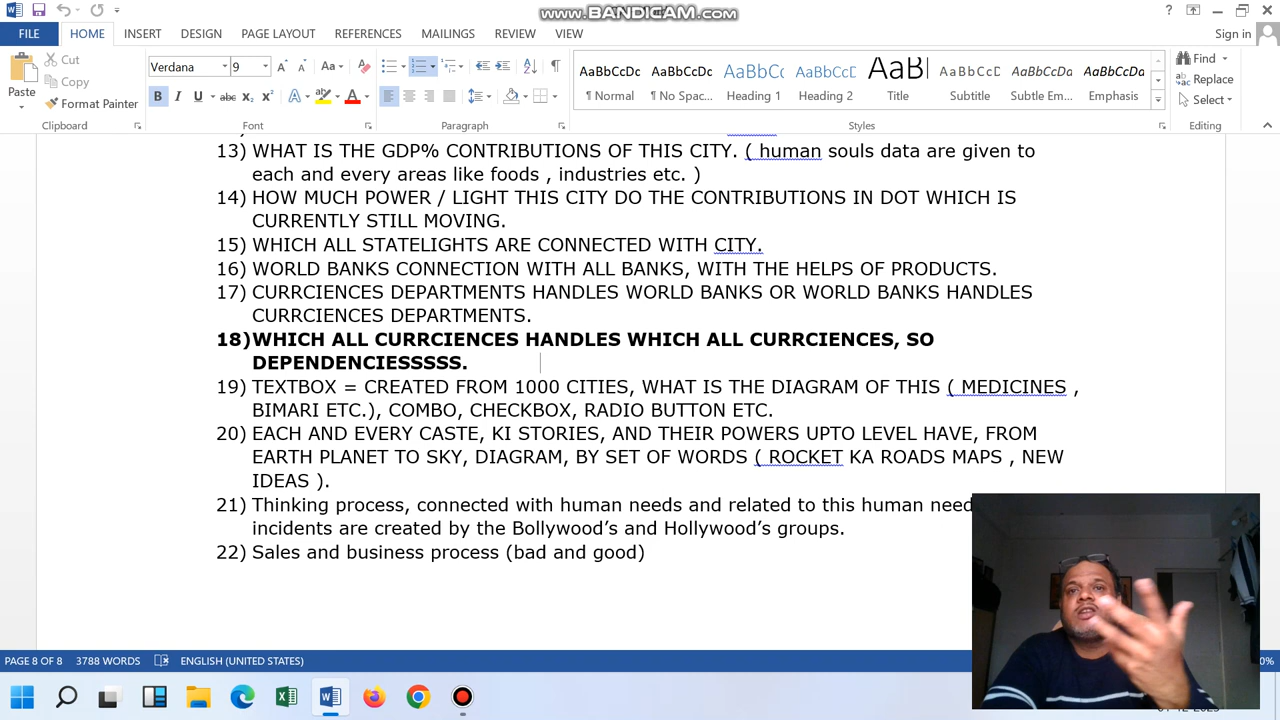 www.BANDICAM.com
? 
FILE HOME INSERT DESIGN PAGE LAYOUT REFERENCES MAILINGS REVIEW VIEW Sign in
Cut
Copy
Format Painter
Paste
Clipboard
Verdana 9
Font
Paragraph
AaBbCcDc AaBbCcDc AaBbCc AaBbCcC AaB AaBbCcD AaBbCcDc AaBbCcDc
¶ Normal ¶ No Spac... Heading 1 Heading 2 Title Subtitle Subtle Em... Emphasis
Styles
Find
Replace
Select
Editing
13) WHAT IS THE GDP% CONTRIBUTIONS OF THIS CITY. ( human souls data are given to
each and every areas like foods , industries etc. )
14) HOW MUCH POWER / LIGHT THIS CITY DO THE CONTRIBUTIONS IN DOT WHICH IS
CURRENTLY STILL MOVING.
15) WHICH ALL STATELIGHTS ARE CONNECTED WITH CITY.
16) WORLD BANKS CONNECTION WITH ALL BANKS, WITH THE HELPS OF PRODUCTS.
17) CURRCIENCES DEPARTMENTS HANDLES WORLD BANKS OR WORLD BANKS HANDLES
CURRCIENCES DEPARTMENTS.
18)WHICH ALL CURRCIENCES HANDLES WHICH ALL CURRCIENCES, SO
DEPENDENCIESSSSS.
19) TEXTBOX = CREATED FROM 1000 CITIES, WHAT IS THE DIAGRAM OF THIS ( MEDICINES ,
BIMARI ETC.), COMBO, CHECKBOX, RADIO BUTTON ETC.
20) EACH AND EVERY CASTE, KI STORIES, AND THEIR POWERS UPTO LEVEL HAVE, FROM
EARTH PLANET TO SKY, DIAGRAM, BY SET OF WORDS ( ROCKET KA ROADS MAPS , NEW
IDEAS ).
21) Thinking process, connected with human needs and related to this human need
incidents are created by the Bollywood’s and Hollywood’s groups.
22) Sales and business process (bad and good)
PAGE 8 OF 8 3788 WORDS ENGLISH (UNITED STATES)